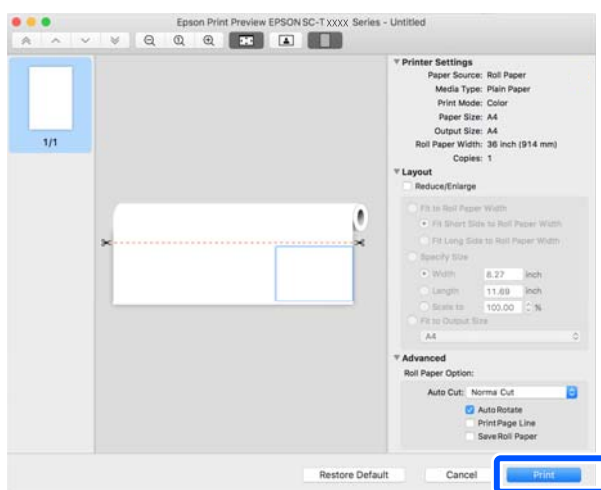 Epson Print Preview EPSON SC-T XXXX Series - Untitled
1/1
Printer Settings
Paper Source: Roll Paper
Media Type: Plain Paper
Print Mode: Color
Paper Size: A4
Output Size: A4
Roll Paper Width: 36 inch (914 mm)
Copies: 1
Layout
Reduce/Enlarge
Fit to Roll Paper Width
Fit Short Side to Roll Paper Width
Fit Long Side to Roll Paper Width
Specify Size
Width 8.27 inch
Length 11.69 inch
Scale to 100.00 %
Fit to Output Size
A4
Advanced
Roll Paper Option:
Auto Cut: Norma Cut
Auto Rotate
Print Page Line
Save Roll Paper
Restore Default Cancel Print